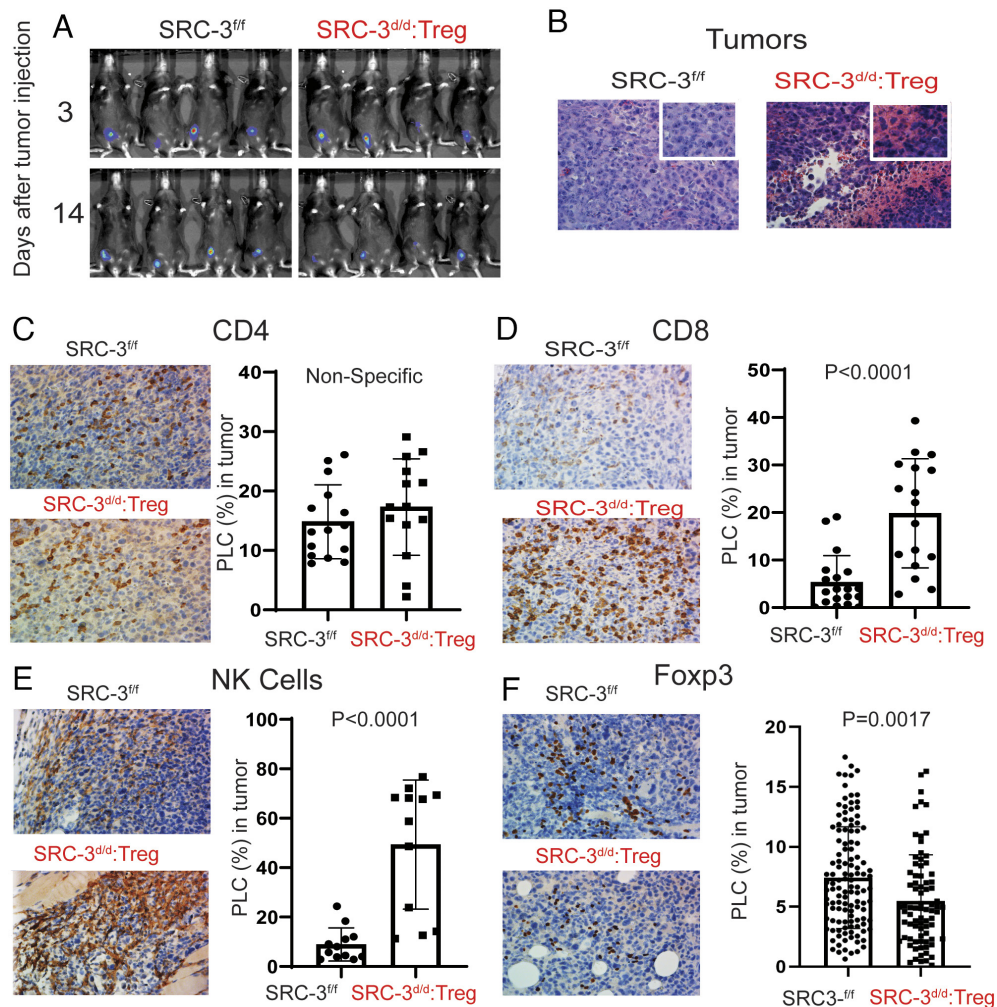 A
SRC-3f/f
SRC-3d/d:Treg
Days after tumor injection
3
14
B
Tumors
SRC-3f/f
SRC-3d/d:Treg
C
CD4
SRC-3f/f
SRC-3d/d:Treg
Non-Specific
PLC (%) in tumor
40
30
20
10
0
SRC-3f/f
SRC-3d/d:Treg
D
CD8
SRC-3f/f
SRC-3d/d:Treg
P<0.0001
PLC (%) in tumor
50
40
30
20
10
0
SRC-3f/f
SRC-3d/d:Treg
E
NK Cells
SRC-3f/f
SRC-3d/d:Treg
P<0.0001
PLC (%) in tumor
100
80
60
40
20
0
SRC-3f/f
SRC-3d/d:Treg
F
Foxp3
SRC-3f/f
SRC-3d/d:Treg
P=0.0017
PLC (%) in tumor
20
15
10
5
0
SRC3-f/f
SRC-3d/d:Treg